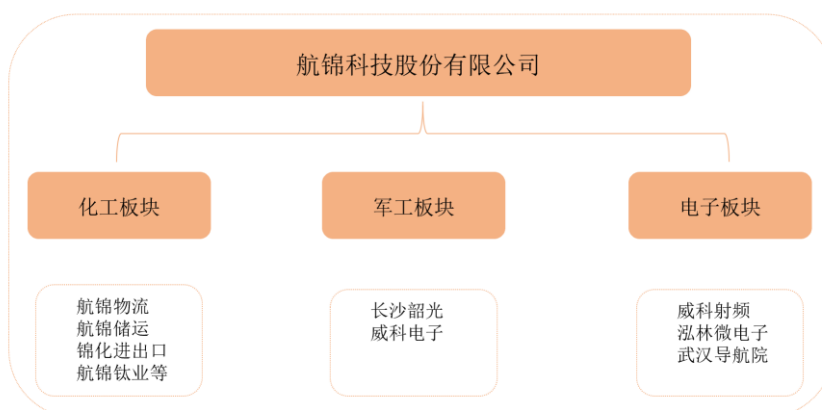 航锦科技股份有限公司
化工板块
军工板块
电子板块
航锦物流
航锦储运
锦化进出口
航锦钛业等
长沙韶光
威科电子
威科射频
泓林微电子
武汉导航院